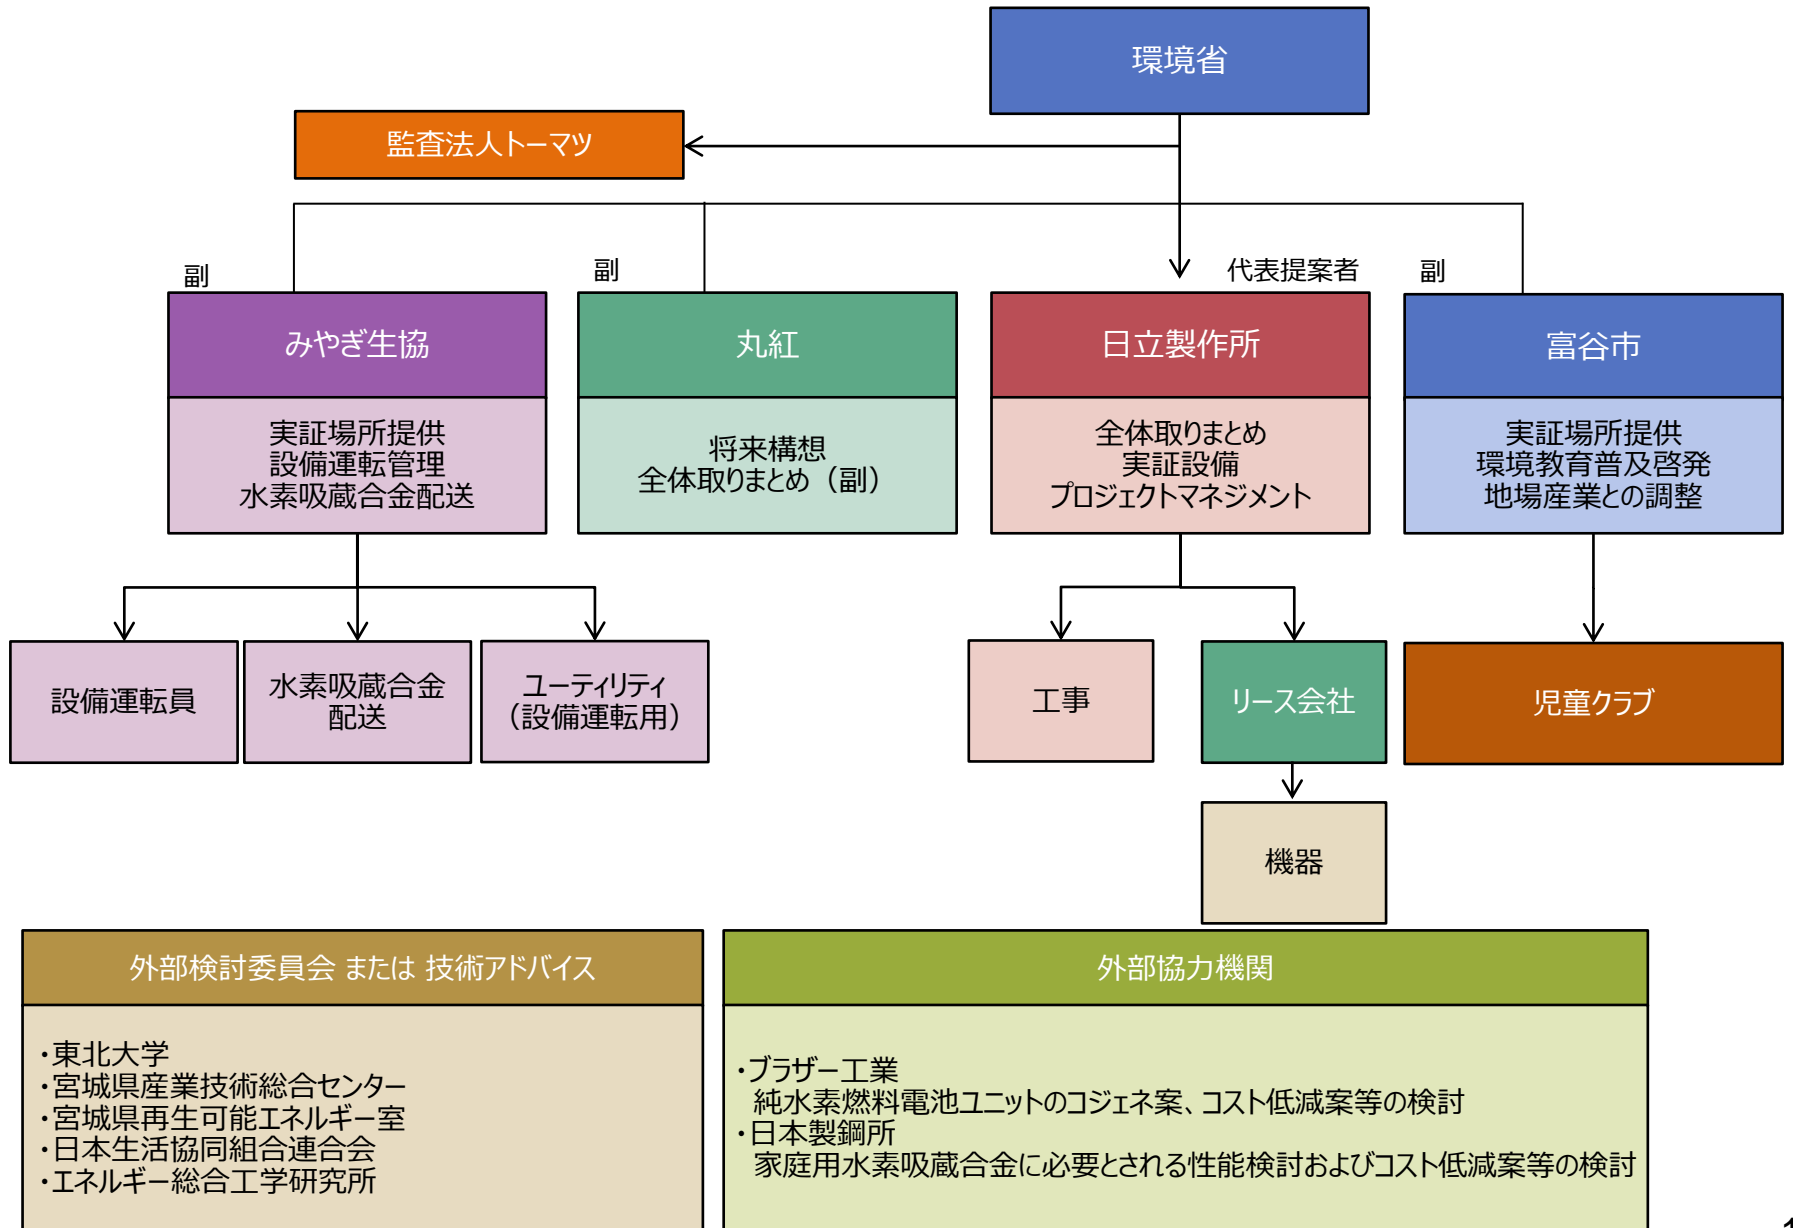 環境省
監査法人トーマツ
副
副
代表提案者
副
みやぎ生協
丸紅
日立製作所
富谷市
実証場所提供
設備運転管理
水素吸蔵合金配送
将来構想
全体取りまとめ（副）
全体取りまとめ
実証設備
プロジェクトマネジメント
実証場所提供
環境教育普及啓発
地場産業との調整
設備運転員
水素吸蔵合金
配送
ユーティリティ
（設備運転用）
工事
リース会社
児童クラブ
機器
外部検討委員会 または 技術アドバイス
・東北大学
・宮城県産業技術総合センター
・宮城県再生可能エネルギー室
・日本生活協同組合連合会
・エネルギー総合工学研究所
外部協力機関
・ブラザー工業
純水素燃料電池ユニットのコジェネ案、コスト低減案等の検討
・日本製鋼所
家庭用水素吸蔵合金に必要とされる性能検討およびコスト低減案等の検討